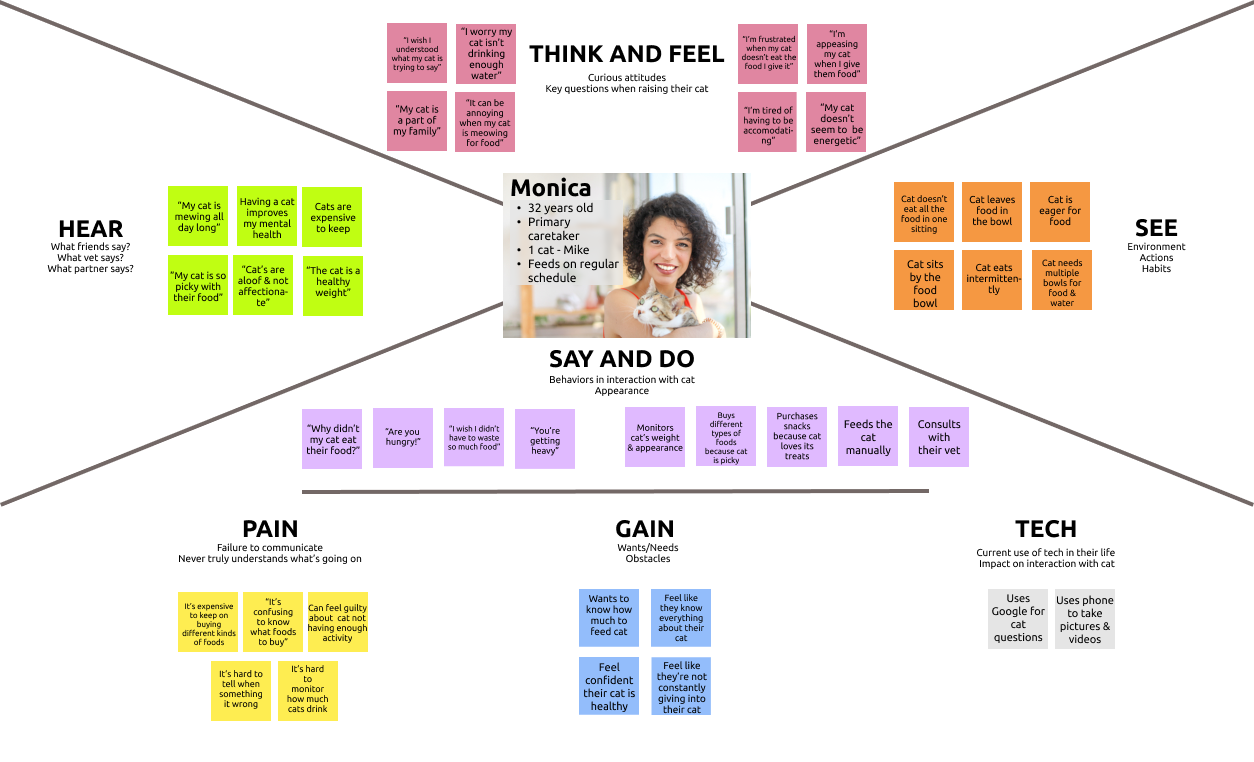 THINK AND FEEL
Curious attitudes
Key questions when raising their cat
“I wish I
understood
what my cat is
trying to say”
“I worry my
cat isn’t
drinking
enough
water”
“My cat is
a part of
my family”
“It can be
annoying
when my cat
is meowing
for food”
“I’m frustrated
when my cat
doesn’t eat the
food I give it”
“I’m
appeasing
my cat
when I give
them food”
“I’m tired of
having to be
accomodati-
ng”
“My cat
doesn’t
seem to be
energetic”
HEAR
What friends say?
What vet says?
What partner says?
“My cat is
mewing all
day long”
Having a cat
improves
my mental
health
Cats are
expensive
to keep
“My cat is so
picky with
their food”
“Cat’s are
aloof & not
affectiona-
te”
“The cat is a
healthy
weight”
Monica
• 32 years old
• Primary
caretaker
• 1 cat - Mike
• Feeds on regular
schedule
SEE
Environment
Actions
Habits
Cat doesn’t
eat all the
food in one
sitting
Cat leaves
food in
the bowl
Cat is
eager for
food
Cat sits
by the
food
bowl
Cat eats
intermitten-
tly
Cat needs
multiple
bowls for
food &
water
SAY AND DO
Behaviors in interaction with cat
Appearance
“Why didn’t
my cat eat
their food?”
“Are you
hungry!”
“I wish I didn’t
have to waste
so much food”
“You’re
getting
heavy”
Monitors
cat’s weight
& appearance
Buys
different
types of
foods
because cat
is picky
Purchases
snacks
because cat
loves its
treats
Feeds the
cat
manually
Consults
with
their vet
PAIN
Failure to communicate
Never truly understands what’s going on
It’s expensive
to keep on
buying
different kinds
of foods
“It’s
confusing
to know
what foods
to buy”
Can feel guilty
about cat not
having enough
activity
It’s hard to
tell when
something
it wrong
It’s hard
to
monitor
how much
cats drink
GAIN
Wants/Needs
Obstacles
Wants to
know how
much to
feed cat
Feel like
they know
everything
about their
cat
Feel
confident
their cat is
healthy
Feel like
they’re not
constantly
giving into
their cat
TECH
Current use of tech in their life
Impact on interaction with cat
Uses
Google for
cat
questions
Uses phone
to take
pictures &
videos